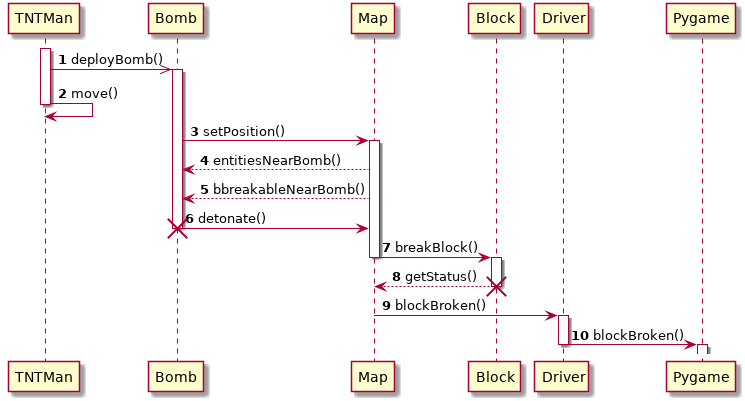 TNTMan Bomb Map Block Driver Pygame
1 deployBomb()
2 move()
3 setPosition()
4 entitiesNearBomb()
5 bbreakableNearBomb()
6 detonate()
7 breakBlock()
8 getStatus()
9 blockBroken()
10 blockBroken()
TNTMan Bomb Map Block Driver Pygame